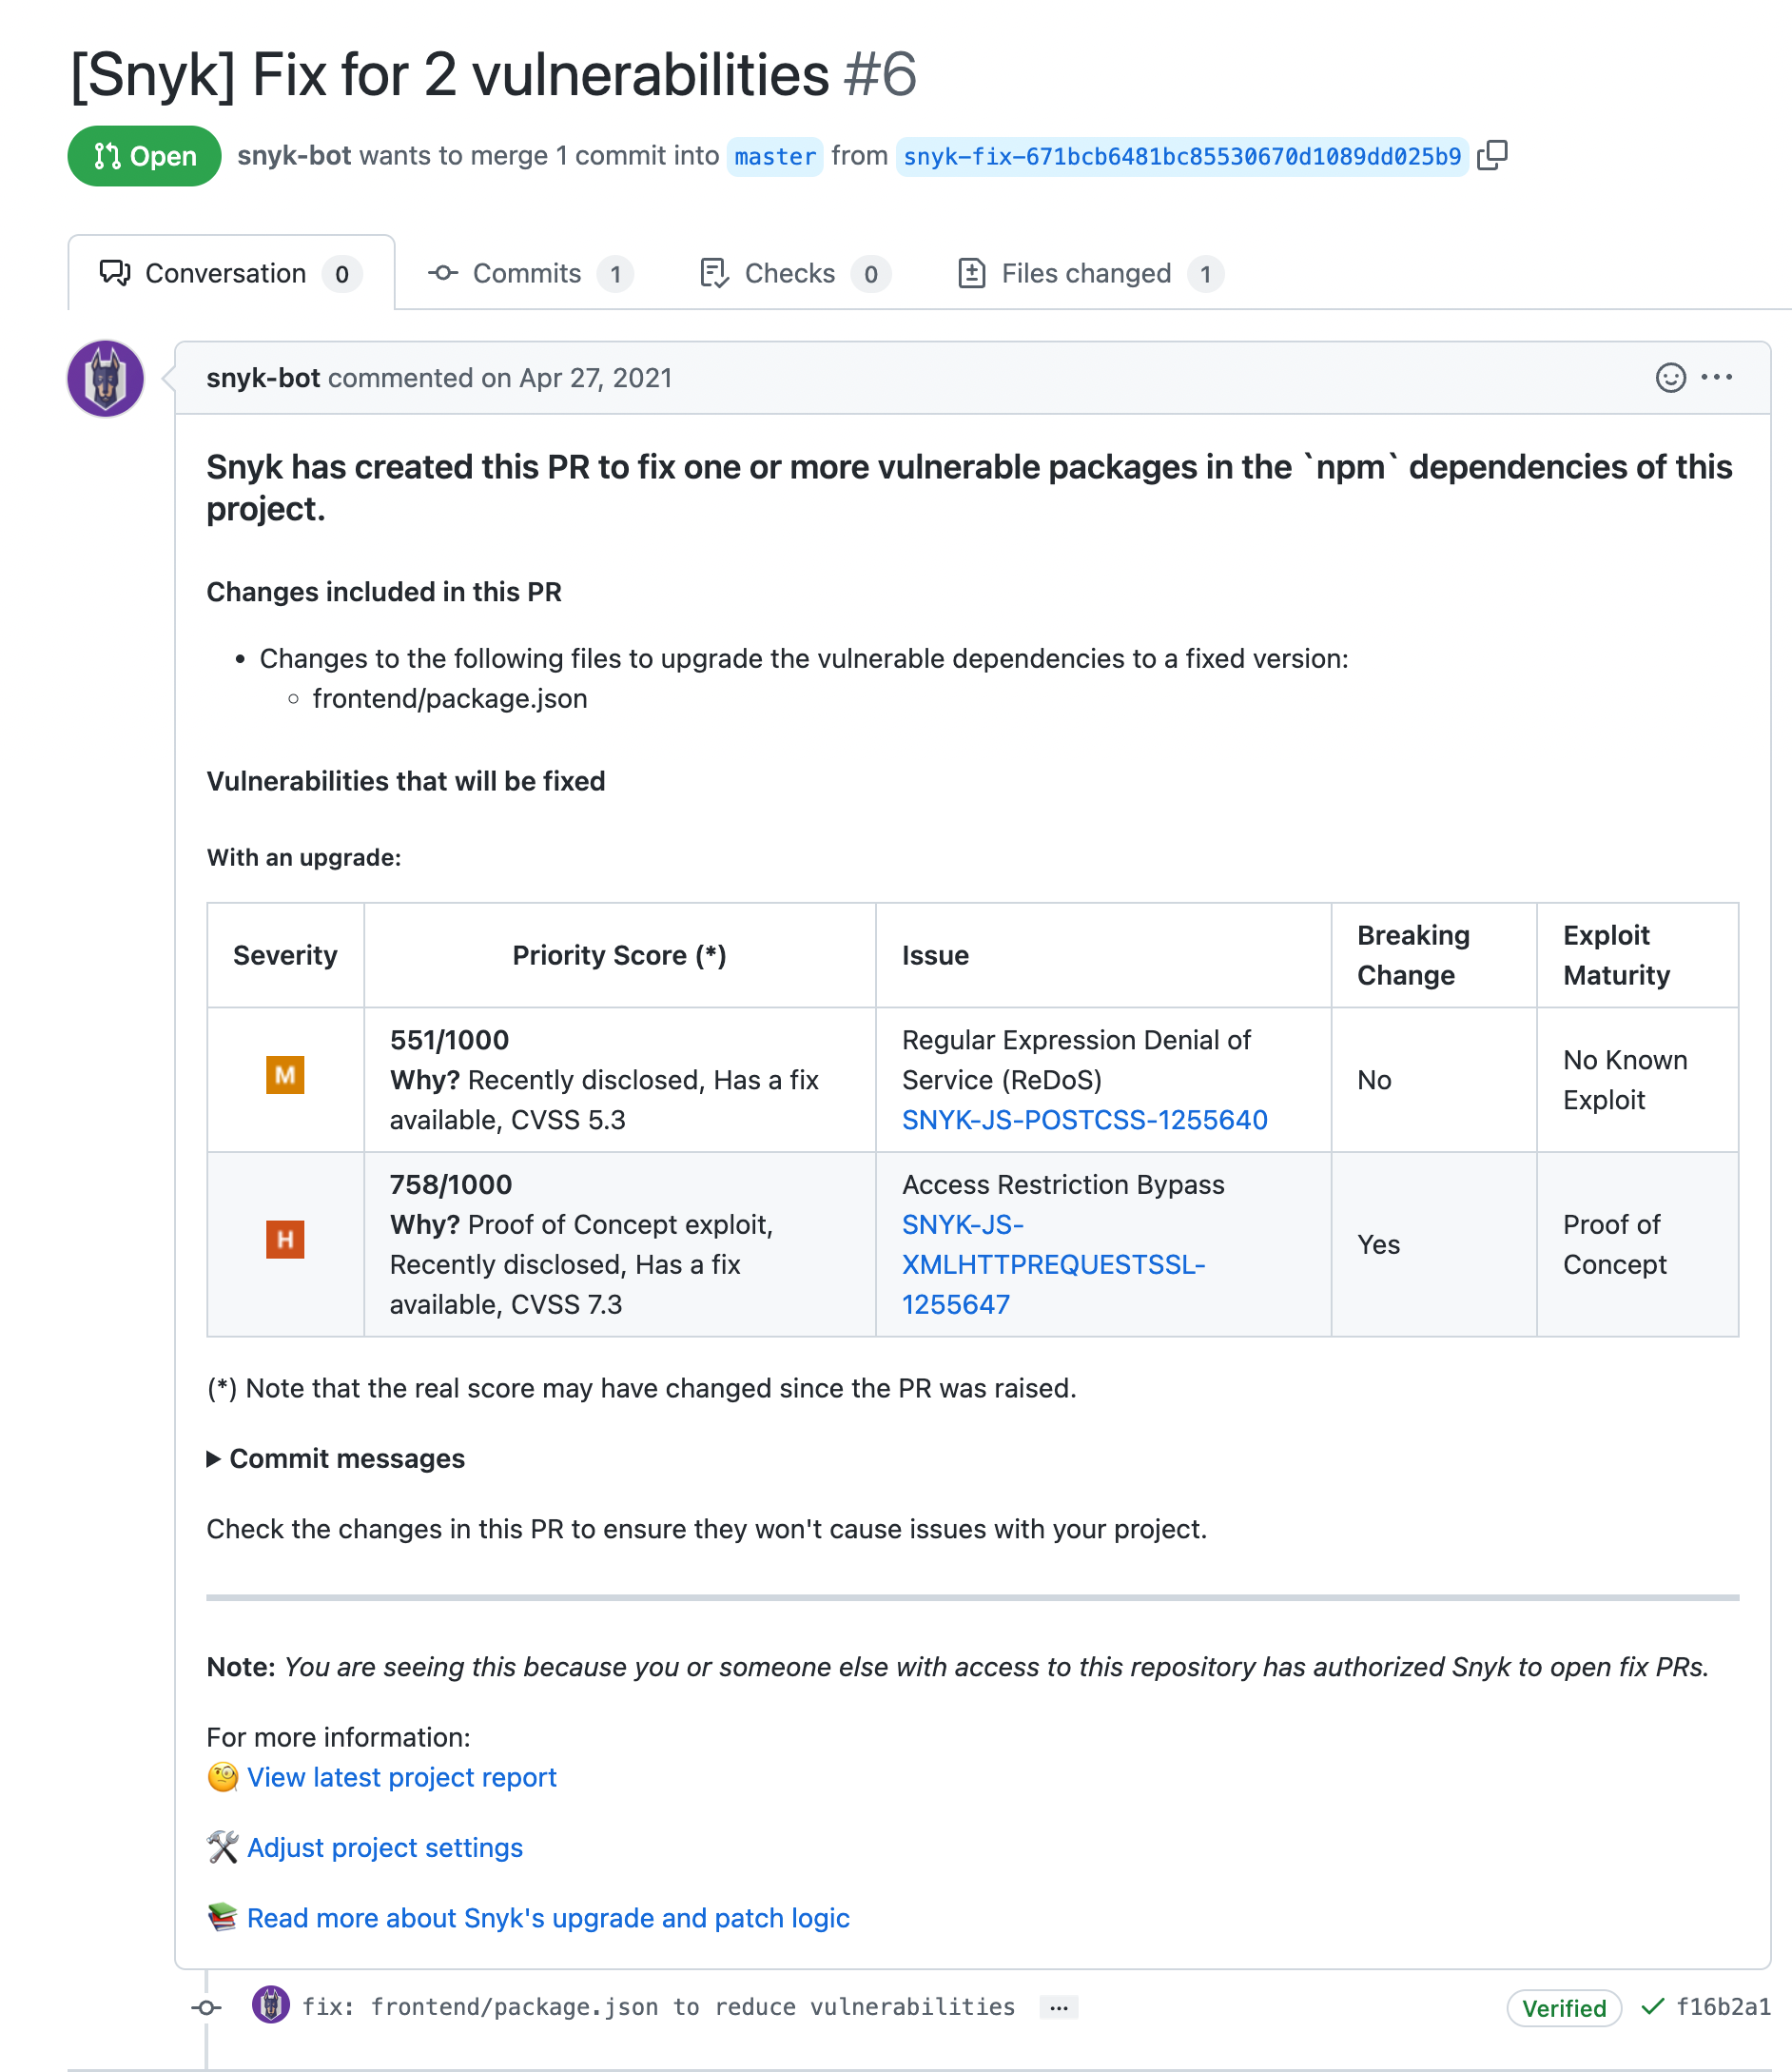 [Snyk] Fix for 2 vulnerabilities #6
Open snyk-bot wants to merge 1 commit into master from snyk-fix-671bcb6481bc85530670d1089dd025b9
Conversation 0 Commits 1 Checks 0 Files changed 1
snyk-bot commented on Apr 27, 2021
Snyk has created this PR to fix one or more vulnerable packages in the `npm` dependencies of this
project.
Changes included in this PR
• Changes to the following files to upgrade the vulnerable dependencies to a fixed version:
◦ frontend/package.json
Vulnerabilities that will be fixed
With an upgrade:
Severity
Priority Score (*)
Issue
Breaking
Change
Exploit
Maturity
M
551/1000
Why? Recently disclosed, Has a fix
available, CVSS 5.3
Regular Expression Denial of
Service (ReDoS)
SNYK-JS-POSTCSS-1255640
No
No Known
Exploit
H
758/1000
Why? Proof of Concept exploit,
Recently disclosed, Has a fix
available, CVSS 7.3
Access Restriction Bypass
SNYK-JS-
XMLHTTPREQUESTSSL-
1255647
Yes
Proof of
Concept
(*) Note that the real score may have changed since the PR was raised.
Commit messages
Check the changes in this PR to ensure they won't cause issues with your project.
Note: You are seeing this because you or someone else with access to this repository has authorized Snyk to open fix PRs.
For more information:
🧐 View latest project report
🛠 Adjust project settings
📚 Read more about Snyk's upgrade and patch logic
fix: frontend/package.json to reduce vulnerabilities … Verified ✓ f16b2a1